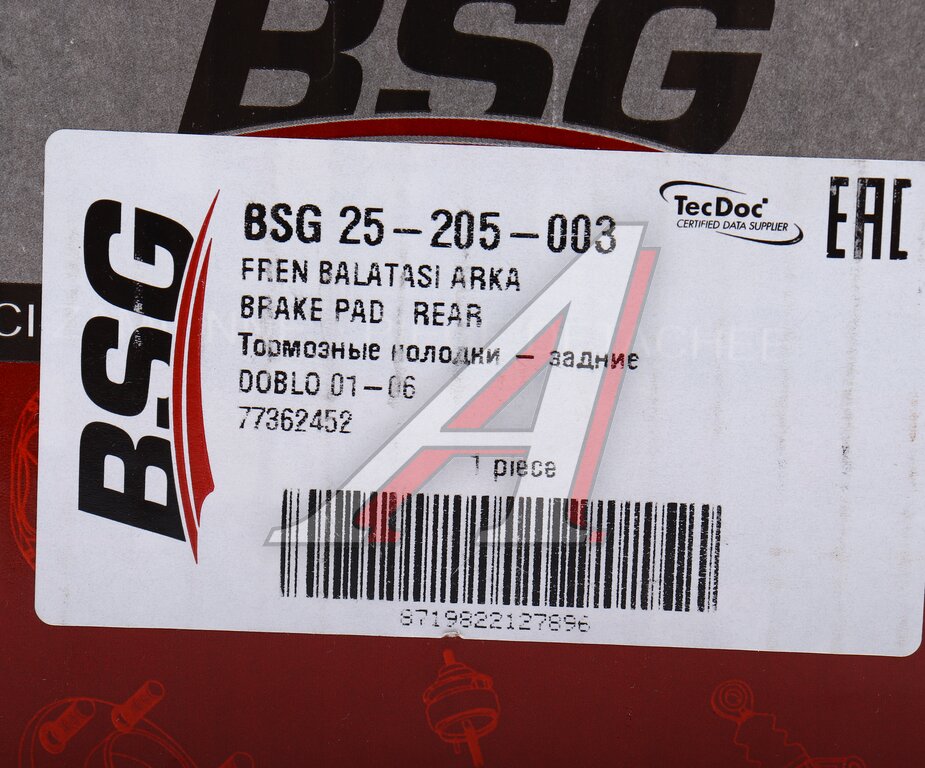 BSG
BSG
BSG 25-205-003
TecDoc
CERTIFIED DATA SUPPLIER
EAC
FREN BALATASI ARKA
BRAKE PAD REAR
Тормозные колодки - задние
DOBLO 01-06
77362452
1 piece
8719822127896